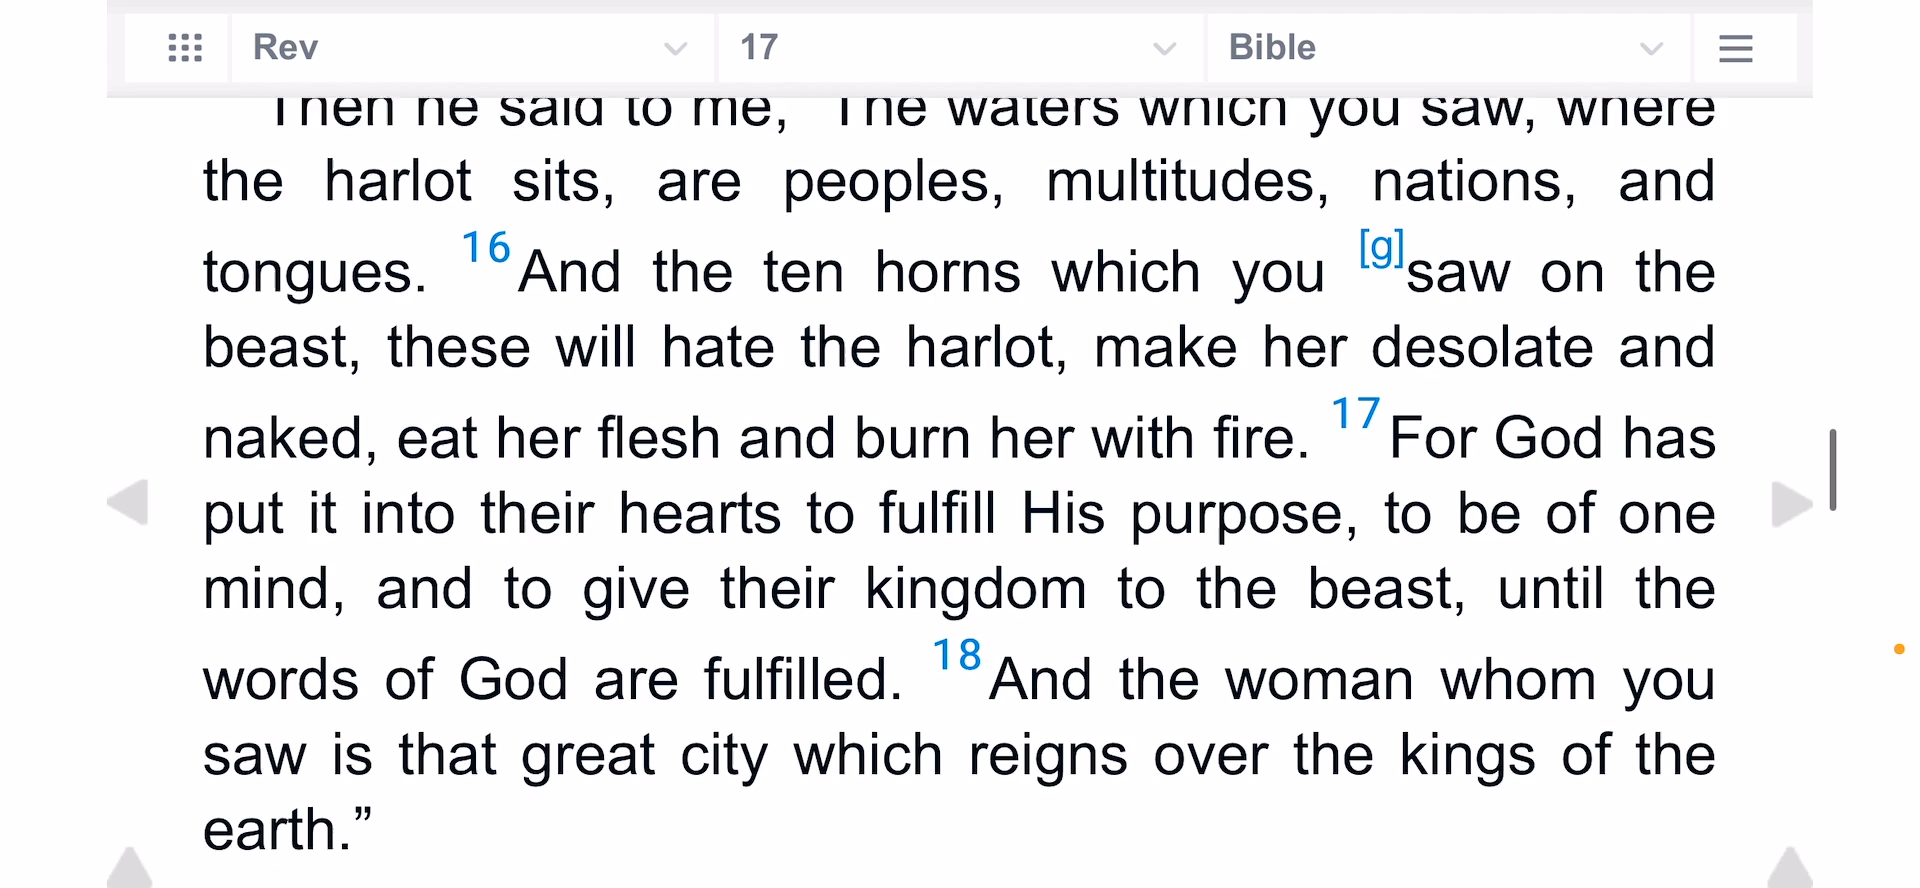 Rev 17 Bible
Then he said to me, "The waters which you saw, where
the harlot sits, are peoples, multitudes, nations, and
tongues. 16 And the ten horns which you [g]saw on the
beast, these will hate the harlot, make her desolate and
naked, eat her flesh and burn her with fire. 17 For God has
put it into their hearts to fulfill His purpose, to be of one
mind, and to give their kingdom to the beast, until the
words of God are fulfilled. 18 And the woman whom you
saw is that great city which reigns over the kings of the
earth.”